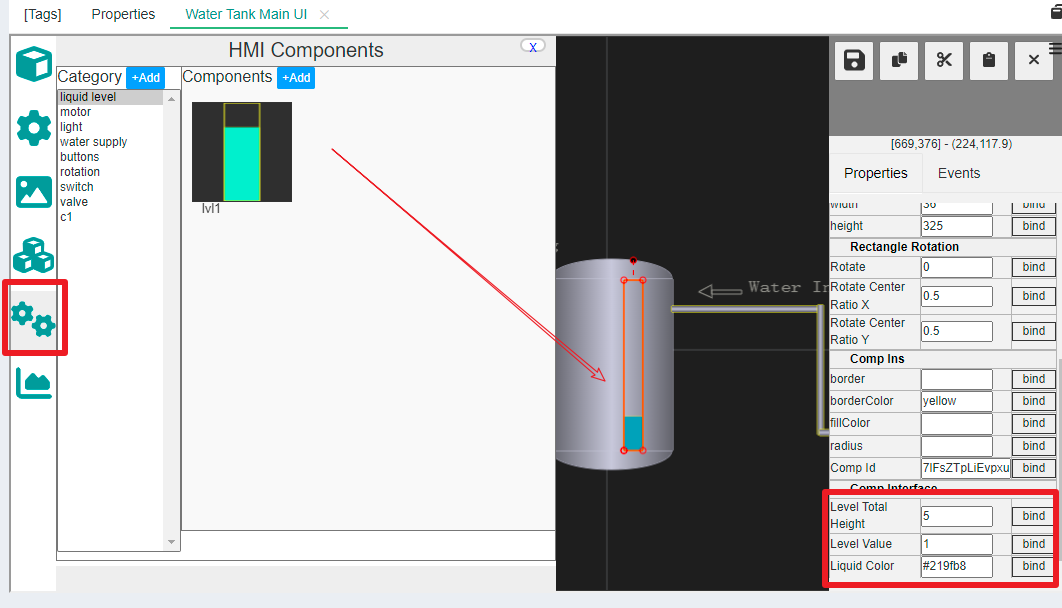 [Tags] Properties Water Tank Main UI
HMI Components
X
Category +Add
liquid level
motor
light
water supply
buttons
rotation
switch
valve
c1
Components +Add
lvl1
Water In
[669,376] - (224,117.9)
Properties Events
width 36 bind
height 325 bind
Rectangle Rotation
Rotate 0 bind
Rotate Center
Ratio X 0.5 bind
Rotate Center
Ratio Y 0.5 bind
Comp Ins
border bind
borderColor yellow bind
fillColor bind
radius bind
Comp Id 7lFsZTpLiEvpxu bind
Comp Interface
Level Total
Height 5 bind
Level Value 1 bind
Liquid Color #219fb8 bind